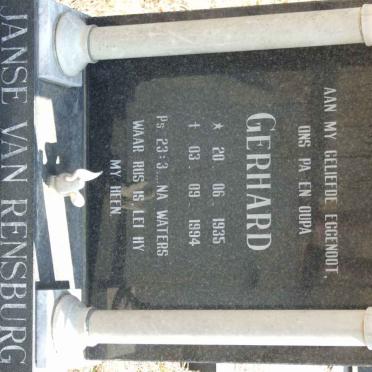 AAN MY GELIEFDE EGGENOOT,
ONS PA EN OUPA
GERHARD
★ 20 06 1935
✝ 03 09 1994
Ps 23:3...NA WATERS
WAAR RUS IS LEI HY
MY HEEN
JANSE VAN RENSBURG